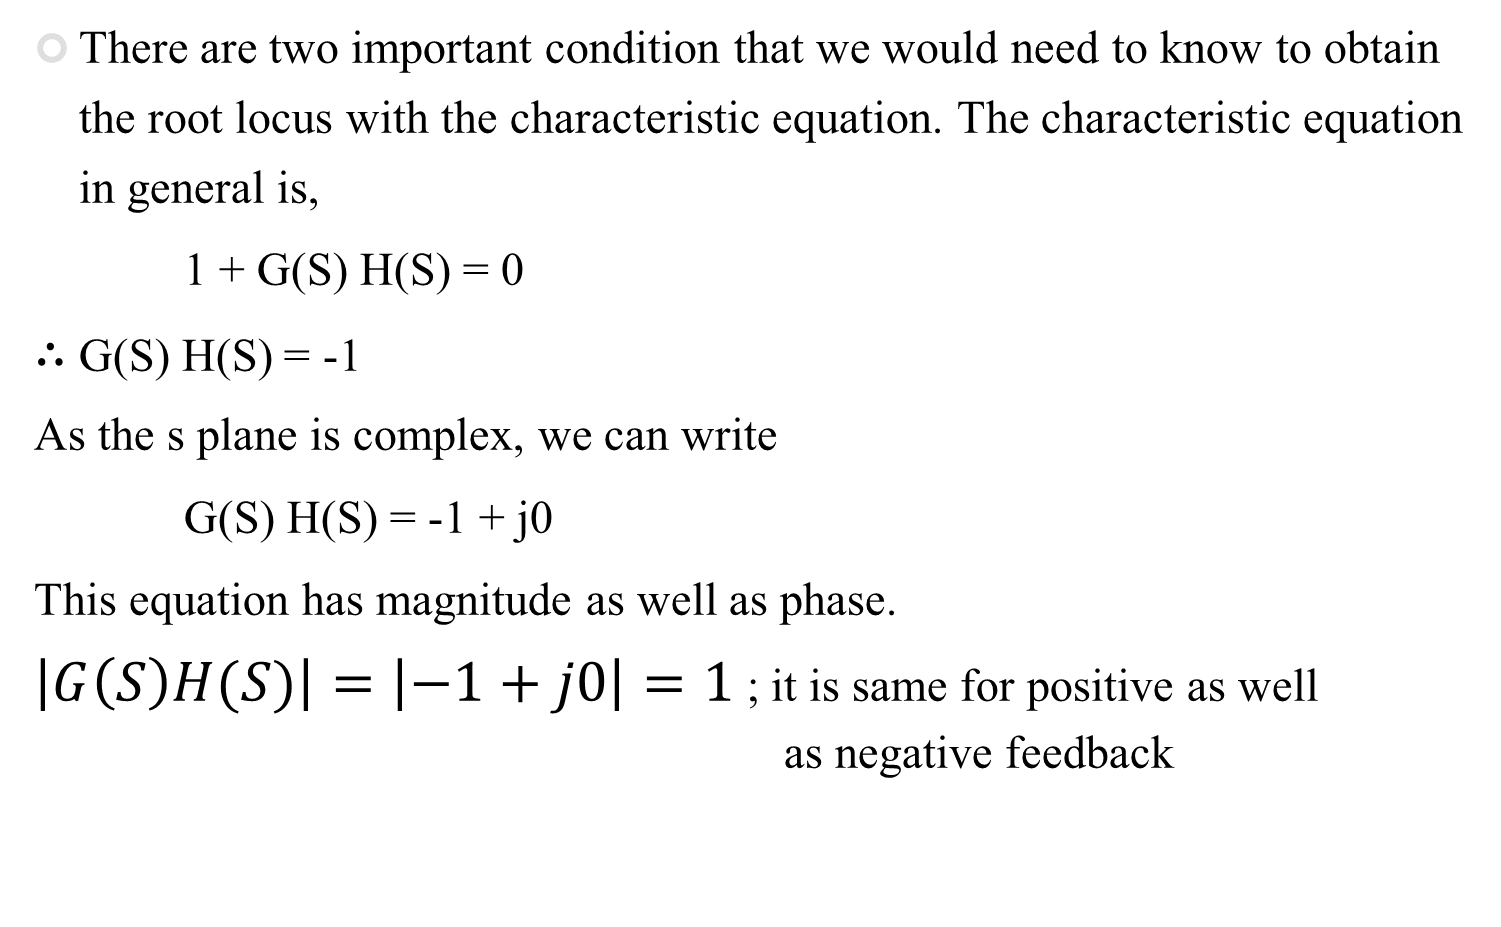 There are two important condition that we would need to know to obtain
the root locus with the characteristic equation. The characteristic equation
in general is,
1 + G(S) H(S) = 0
∴ G(S) H(S) = -1
As the s plane is complex, we can write
G(S) H(S) = -1 + j0
This equation has magnitude as well as phase.
|G(S)H(S)| = |−1 + j0| = 1 ; it is same for positive as well
as negative feedback